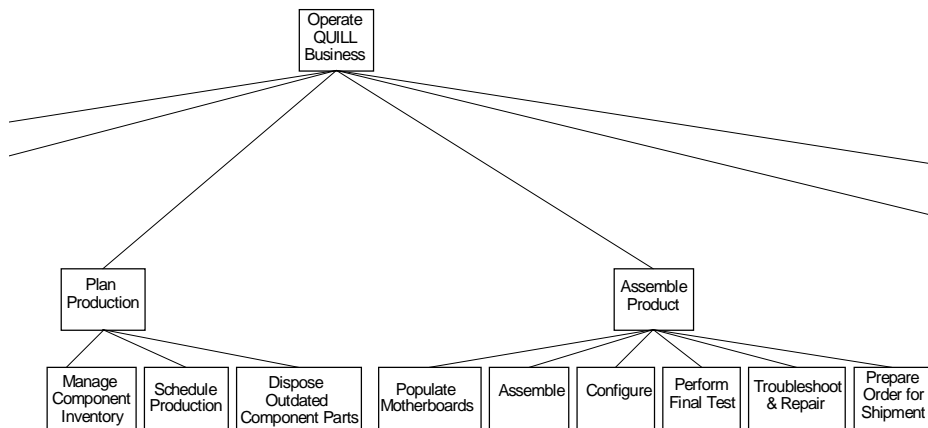 Operate
QUILL
Business
Plan
Production
Assemble
Product
Manage
Component
Inventory
Schedule
Production
Dispose
Outdated
Component Parts
Populate
Motherboards
Assemble
Configure
Perform
Final Test
Troubleshoot
& Repair
Prepare
Order for
Shipment